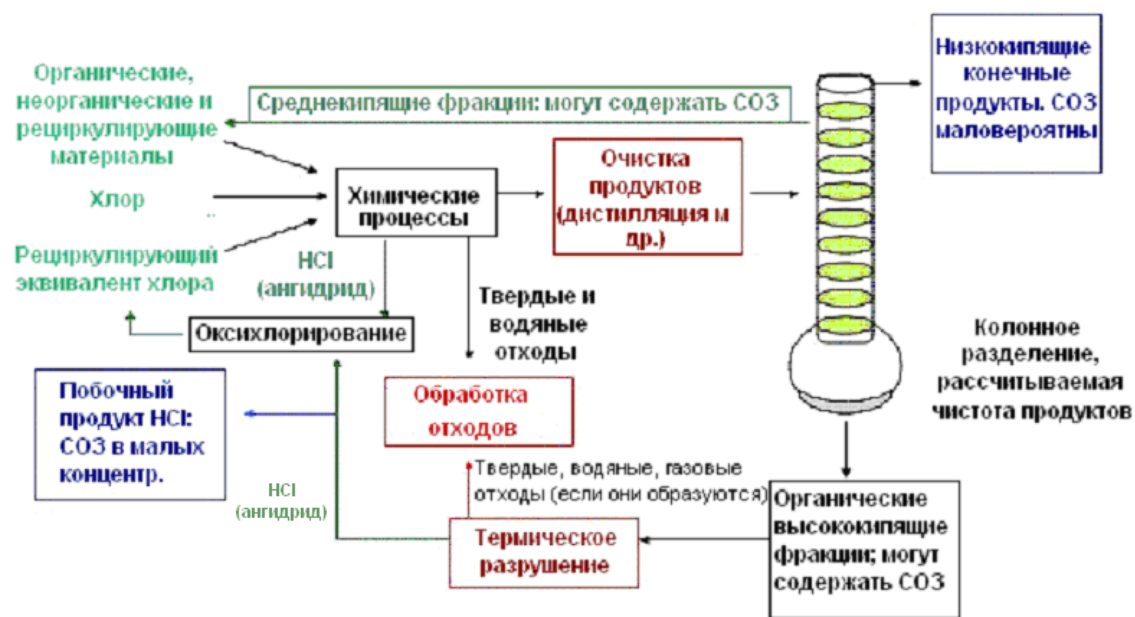 Органические,
неорганические и
рециркулирующие
материалы
Среднекипящие фракции: могут содержать СОЗ
Низкокипящие
конечные
продукты. СОЗ
маловероятны
Хлор
Рециркулирующий
эквивалент хлора
Химические
процессы
Очистка
продуктов
(дистилляция м
др.)
HCl
(ангидрид)
Твердые и
водяные
отходы
Оксихлорирование
Колонное
разделение,
рассчитываемая
чистота продуктов
Побочный
продукт HCl:
СОЗ в малых
концентр.
Обработка
отходов
Твердые, водяные, газовые
отходы (если они образуются)
HCl
(ангидрид)
Термическое
разрушение
Органические
высококипящие
фракции; могут
содержать СОЗ